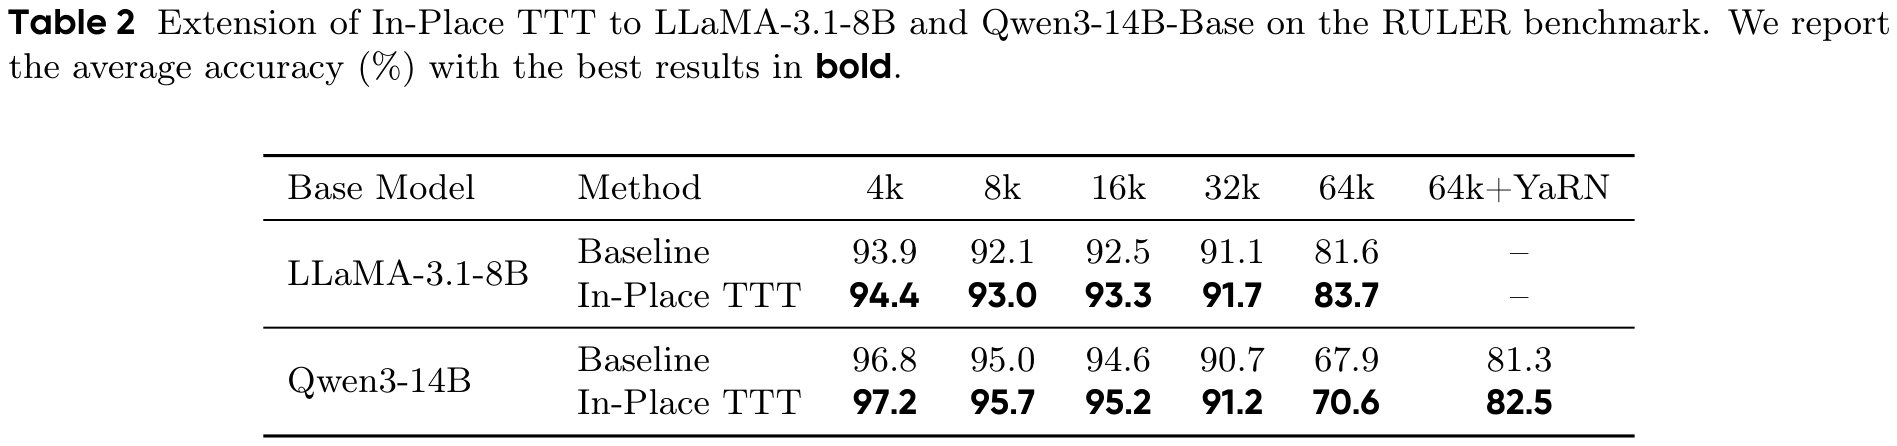 Table 2 Extension of In-Place TTT to LLaMA-3.1-8B and Qwen3-14B-Base on the RULER benchmark. We report
the average accuracy (%) with the best results in bold.
Base Model Method 4k 8k 16k 32k 64k 64k+YaRN
LLaMA-3.1-8B
Baseline 93.9 92.1 92.5 91.1 81.6 –
In-Place TTT 94.4 93.0 93.3 91.7 83.7 –
Qwen3-14B
Baseline 96.8 95.0 94.6 90.7 67.9 81.3
In-Place TTT 97.2 95.7 95.2 91.2 70.6 82.5